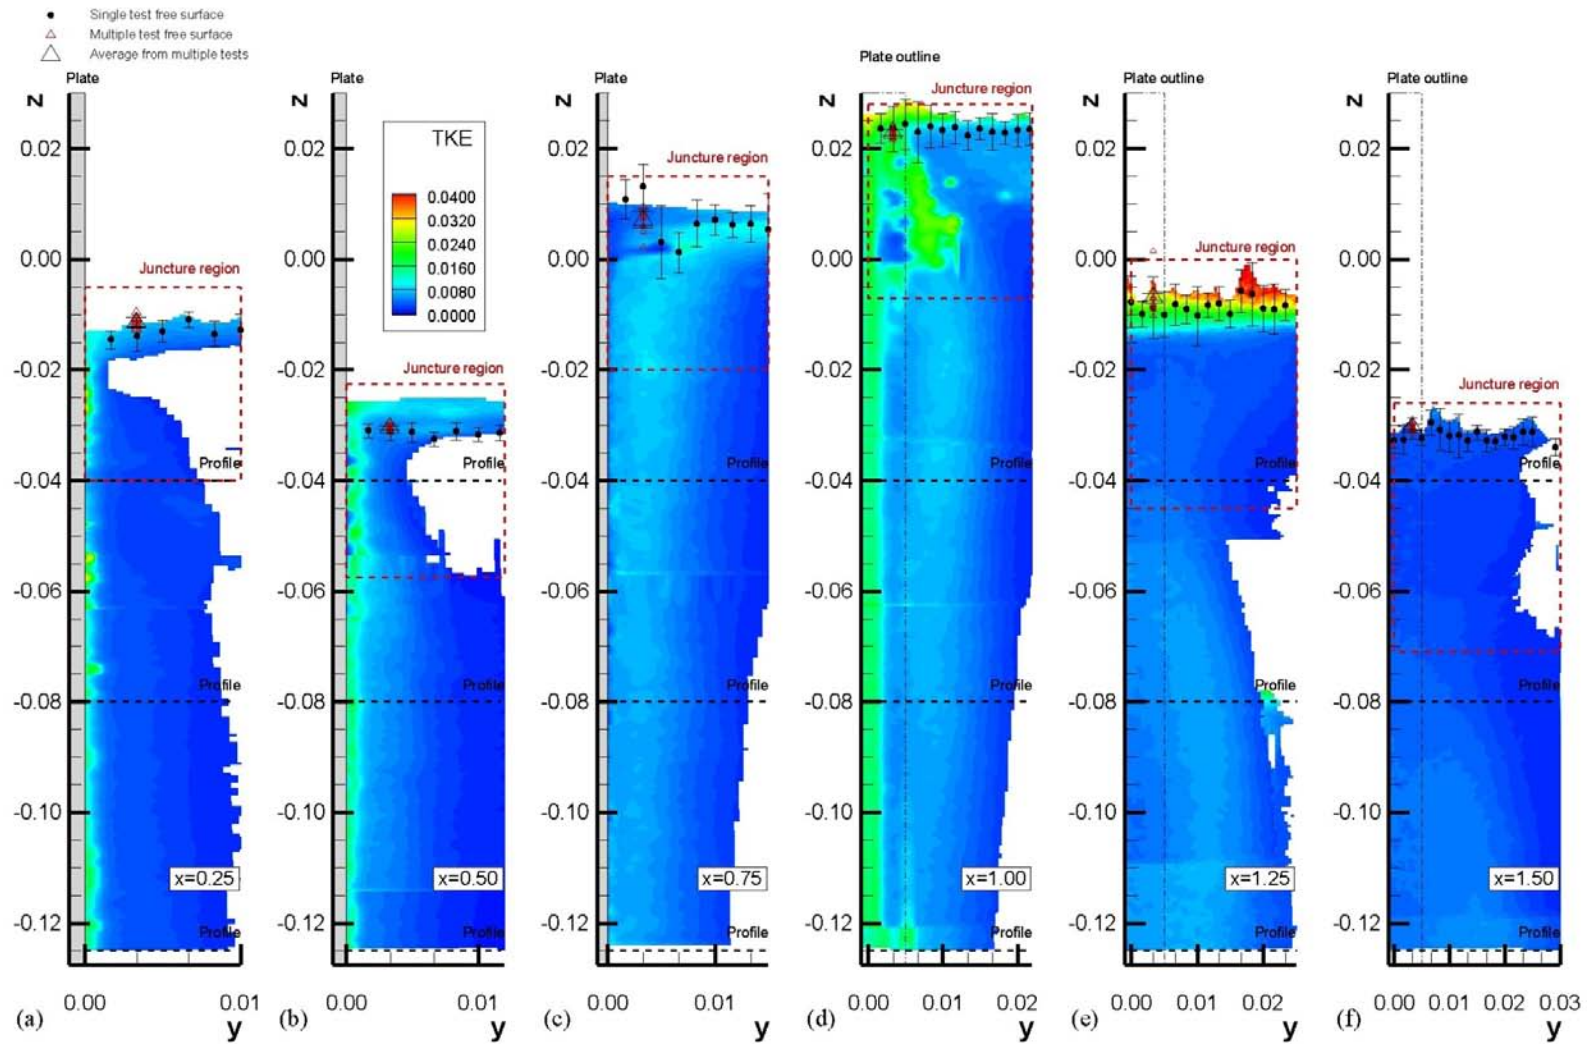 Single test free surface
Multiple test free surface
Average from multiple tests
Plate
z
0.02
0.00
-0.02
-0.04
-0.06
-0.08
-0.10
-0.12
Juncture region
Profile
Profile
Profile
x=0.25
0.00 0.01
(a) y
Plate
z
0.02
0.00
-0.02
-0.04
-0.06
-0.08
-0.10
-0.12
TKE
0.0400
0.0320
0.0240
0.0160
0.0080
0.0000
Juncture region
Profile
Profile
Profile
x=0.50
0.00 0.01
(b) y
Plate
z
0.02
0.00
-0.02
-0.04
-0.06
-0.08
-0.10
-0.12
Juncture region
Profile
Profile
Profile
x=0.75
0.00 0.01
(c) y
Plate outline
z
0.02
0.00
-0.02
-0.04
-0.06
-0.08
-0.10
-0.12
Juncture region
Profile
Profile
Profile
x=1.00
0.00 0.01 0.02
(d) y
Plate outline
z
0.02
0.00
-0.02
-0.04
-0.06
-0.08
-0.10
-0.12
Juncture region
Profile
Profile
Profile
x=1.25
0.00 0.01 0.02
(e) y
Plate outline
z
0.02
0.00
-0.02
-0.04
-0.06
-0.08
-0.10
-0.12
Juncture region
Profile
Profile
Profile
x=1.50
0.00 0.01 0.02 0.03
(f) y